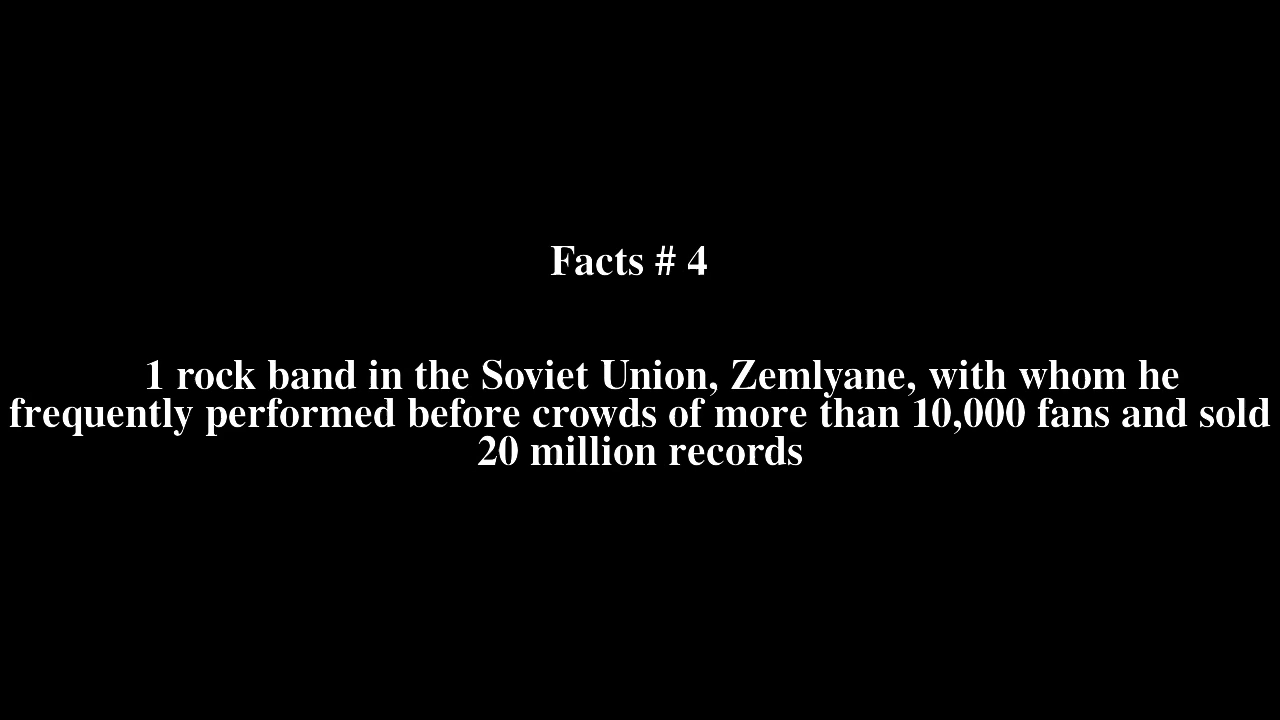 Facts # 4
1 rock band in the Soviet Union, Zemlyane, with whom he
frequently performed before crowds of more than 10,000 fans and sold
20 million records